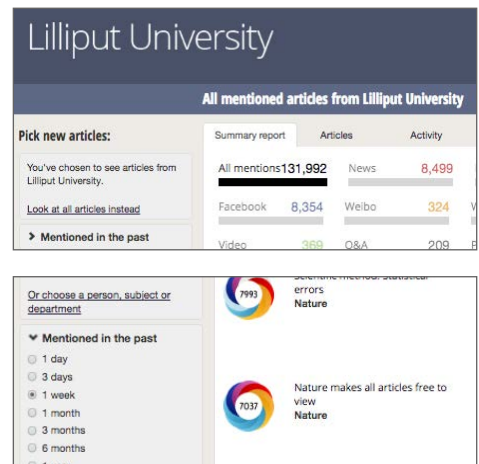 Lilliput University
All mentioned articles from Lilliput University
Pick new articles:
Summary report Articles Activity
You've chosen to see articles from
Lilliput University.
Look at all articles instead
Mentioned in the past
All mentions 131,992 News 8,499
Facebook 8,354 Weibo 324
Video 369 Q&A 209
Or choose a person, subject or
department
Mentioned in the past
1 day
3 days
1 week
1 month
3 months
6 months
7993
Scientific method: statistical
errors
Nature
7037
Nature makes all articles free to
view
Nature